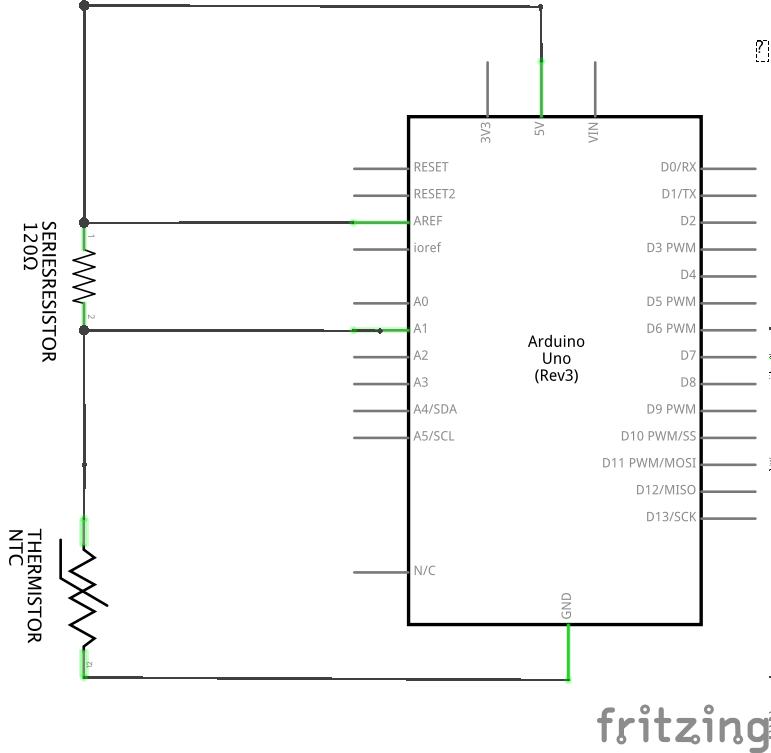 ?
3V3
5V
VIN
RESET
RESET2
AREF
ioref
A0
A1
A2
A3
A4/SDA
A5/SCL
N/C
D0/RX
D1/TX
D2
D3 PWM
D4
D5 PWM
D6 PWM
D7
D8
D9 PWM
D10 PWM/SS
D11 PWM/MOSI
D12/MISO
D13/SCK
GND
Arduino
Uno
(Rev3)
SERIESRESISTOR
120Ω
1
2
THERMISTOR
NTC
fritzing